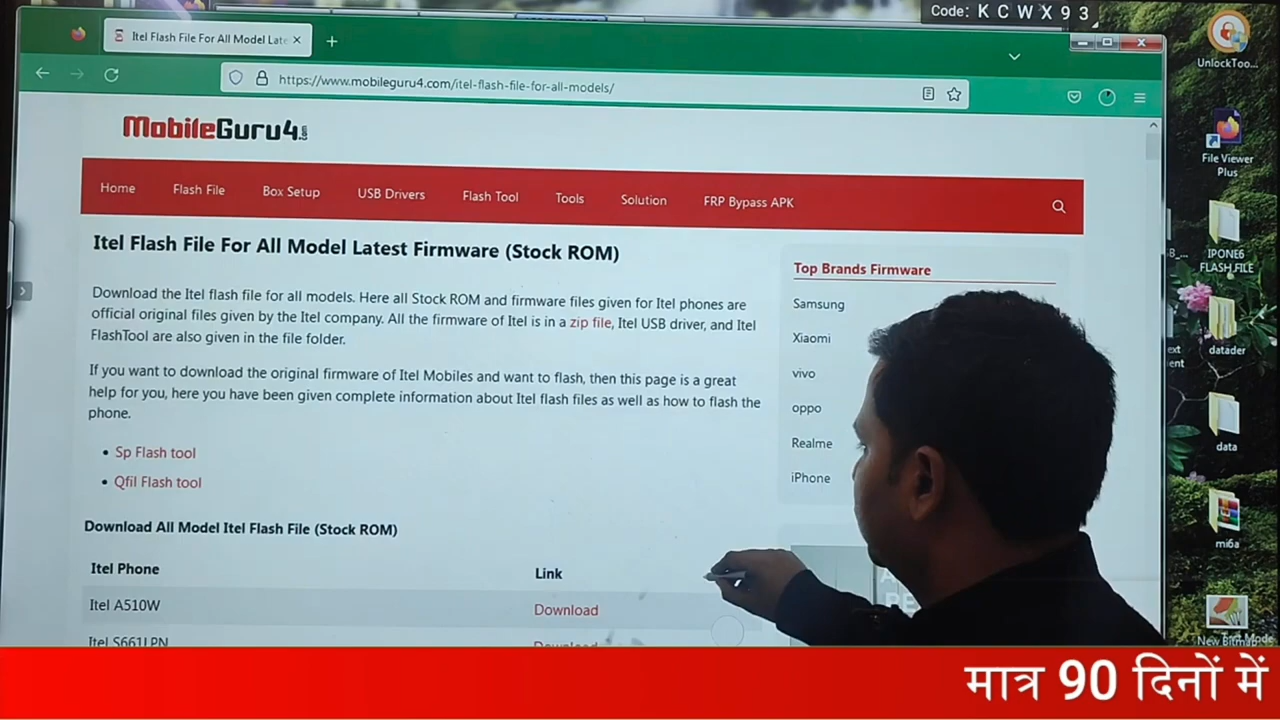 Code: K C W X 9 3
Itel Flash File For All Model Late
https://www.mobileguru4.com/itel-flash-file-for-all-models/
MobileGuru4.com
Home Flash File Box Setup USB Drivers Flash Tool Tools Solution FRP Bypass APK
Itel Flash File For All Model Latest Firmware (Stock ROM)
Download the Itel flash file for all models. Here all Stock ROM and firmware files given for Itel phones are
official original files given by the Itel company. All the firmware of Itel is in a zip file, Itel USB driver, and Itel
FlashTool are also given in the file folder.
If you want to download the original firmware of Itel Mobiles and want to flash, then this page is a great
help for you, here you have been given complete information about Itel flash files as well as how to flash the
phone.
• Sp Flash tool
• Qfil Flash tool
Download All Model Itel Flash File (Stock ROM)
Itel Phone Link
Itel A510W Download
Itel S661LPN Download
Top Brands Firmware
Samsung
Xiaomi
vivo
oppo
Realme
iPhone
UnlockToo...
File Viewer
Plus
IPONE6
FLASH FILE
datader
data
mi6a
New Bitmap
मात्र 90 दिनों में